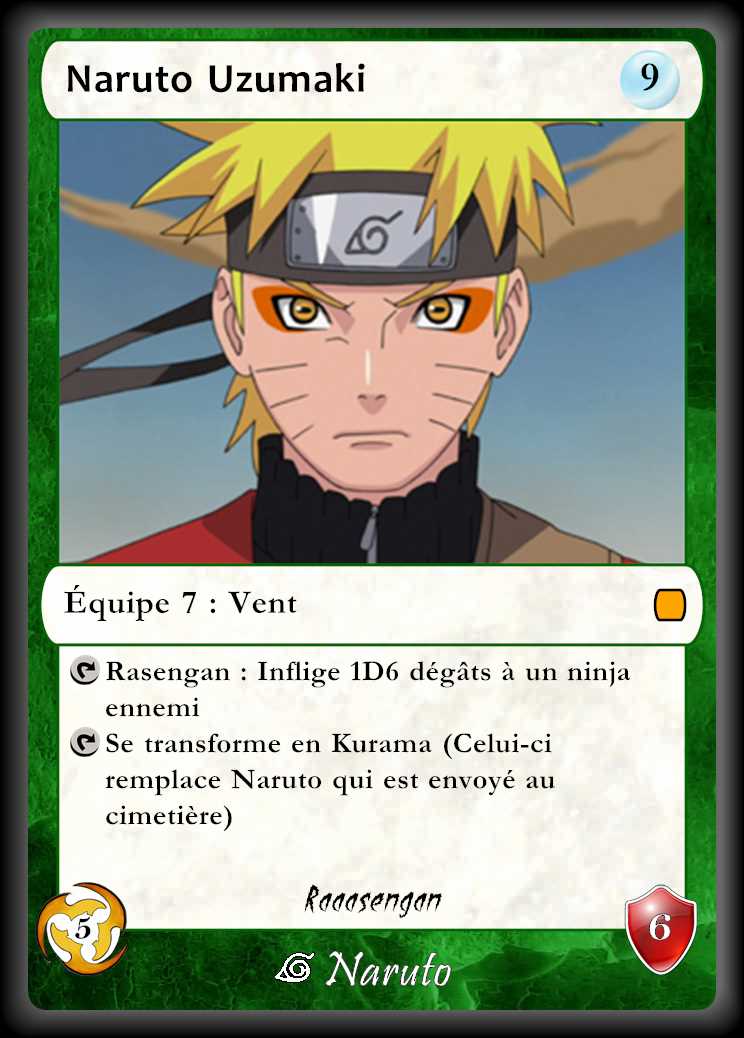 Naruto Uzumaki
9
Équipe 7 : Vent
Rasengan : Inflige 1D6 dégâts à un ninja
ennemi
Se transforme en Kurama (Celui-ci
remplace Naruto qui est envoyé au
cimetière)
Raaasengan
5
6
Naruto